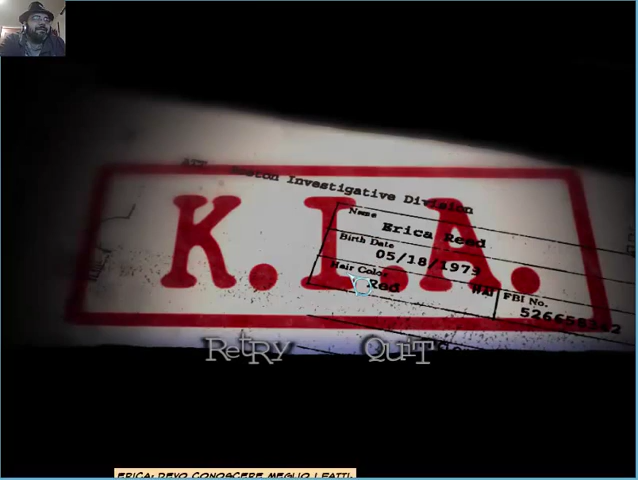 Boston Investigative Division
K.I.A.
Name
Erica Reed
Birth Date
05/18/1979
Hair Color
Red
FBI No.
Retry Quit
ERICA: DEVO CONOSCERE MEGLIO I FATTI.